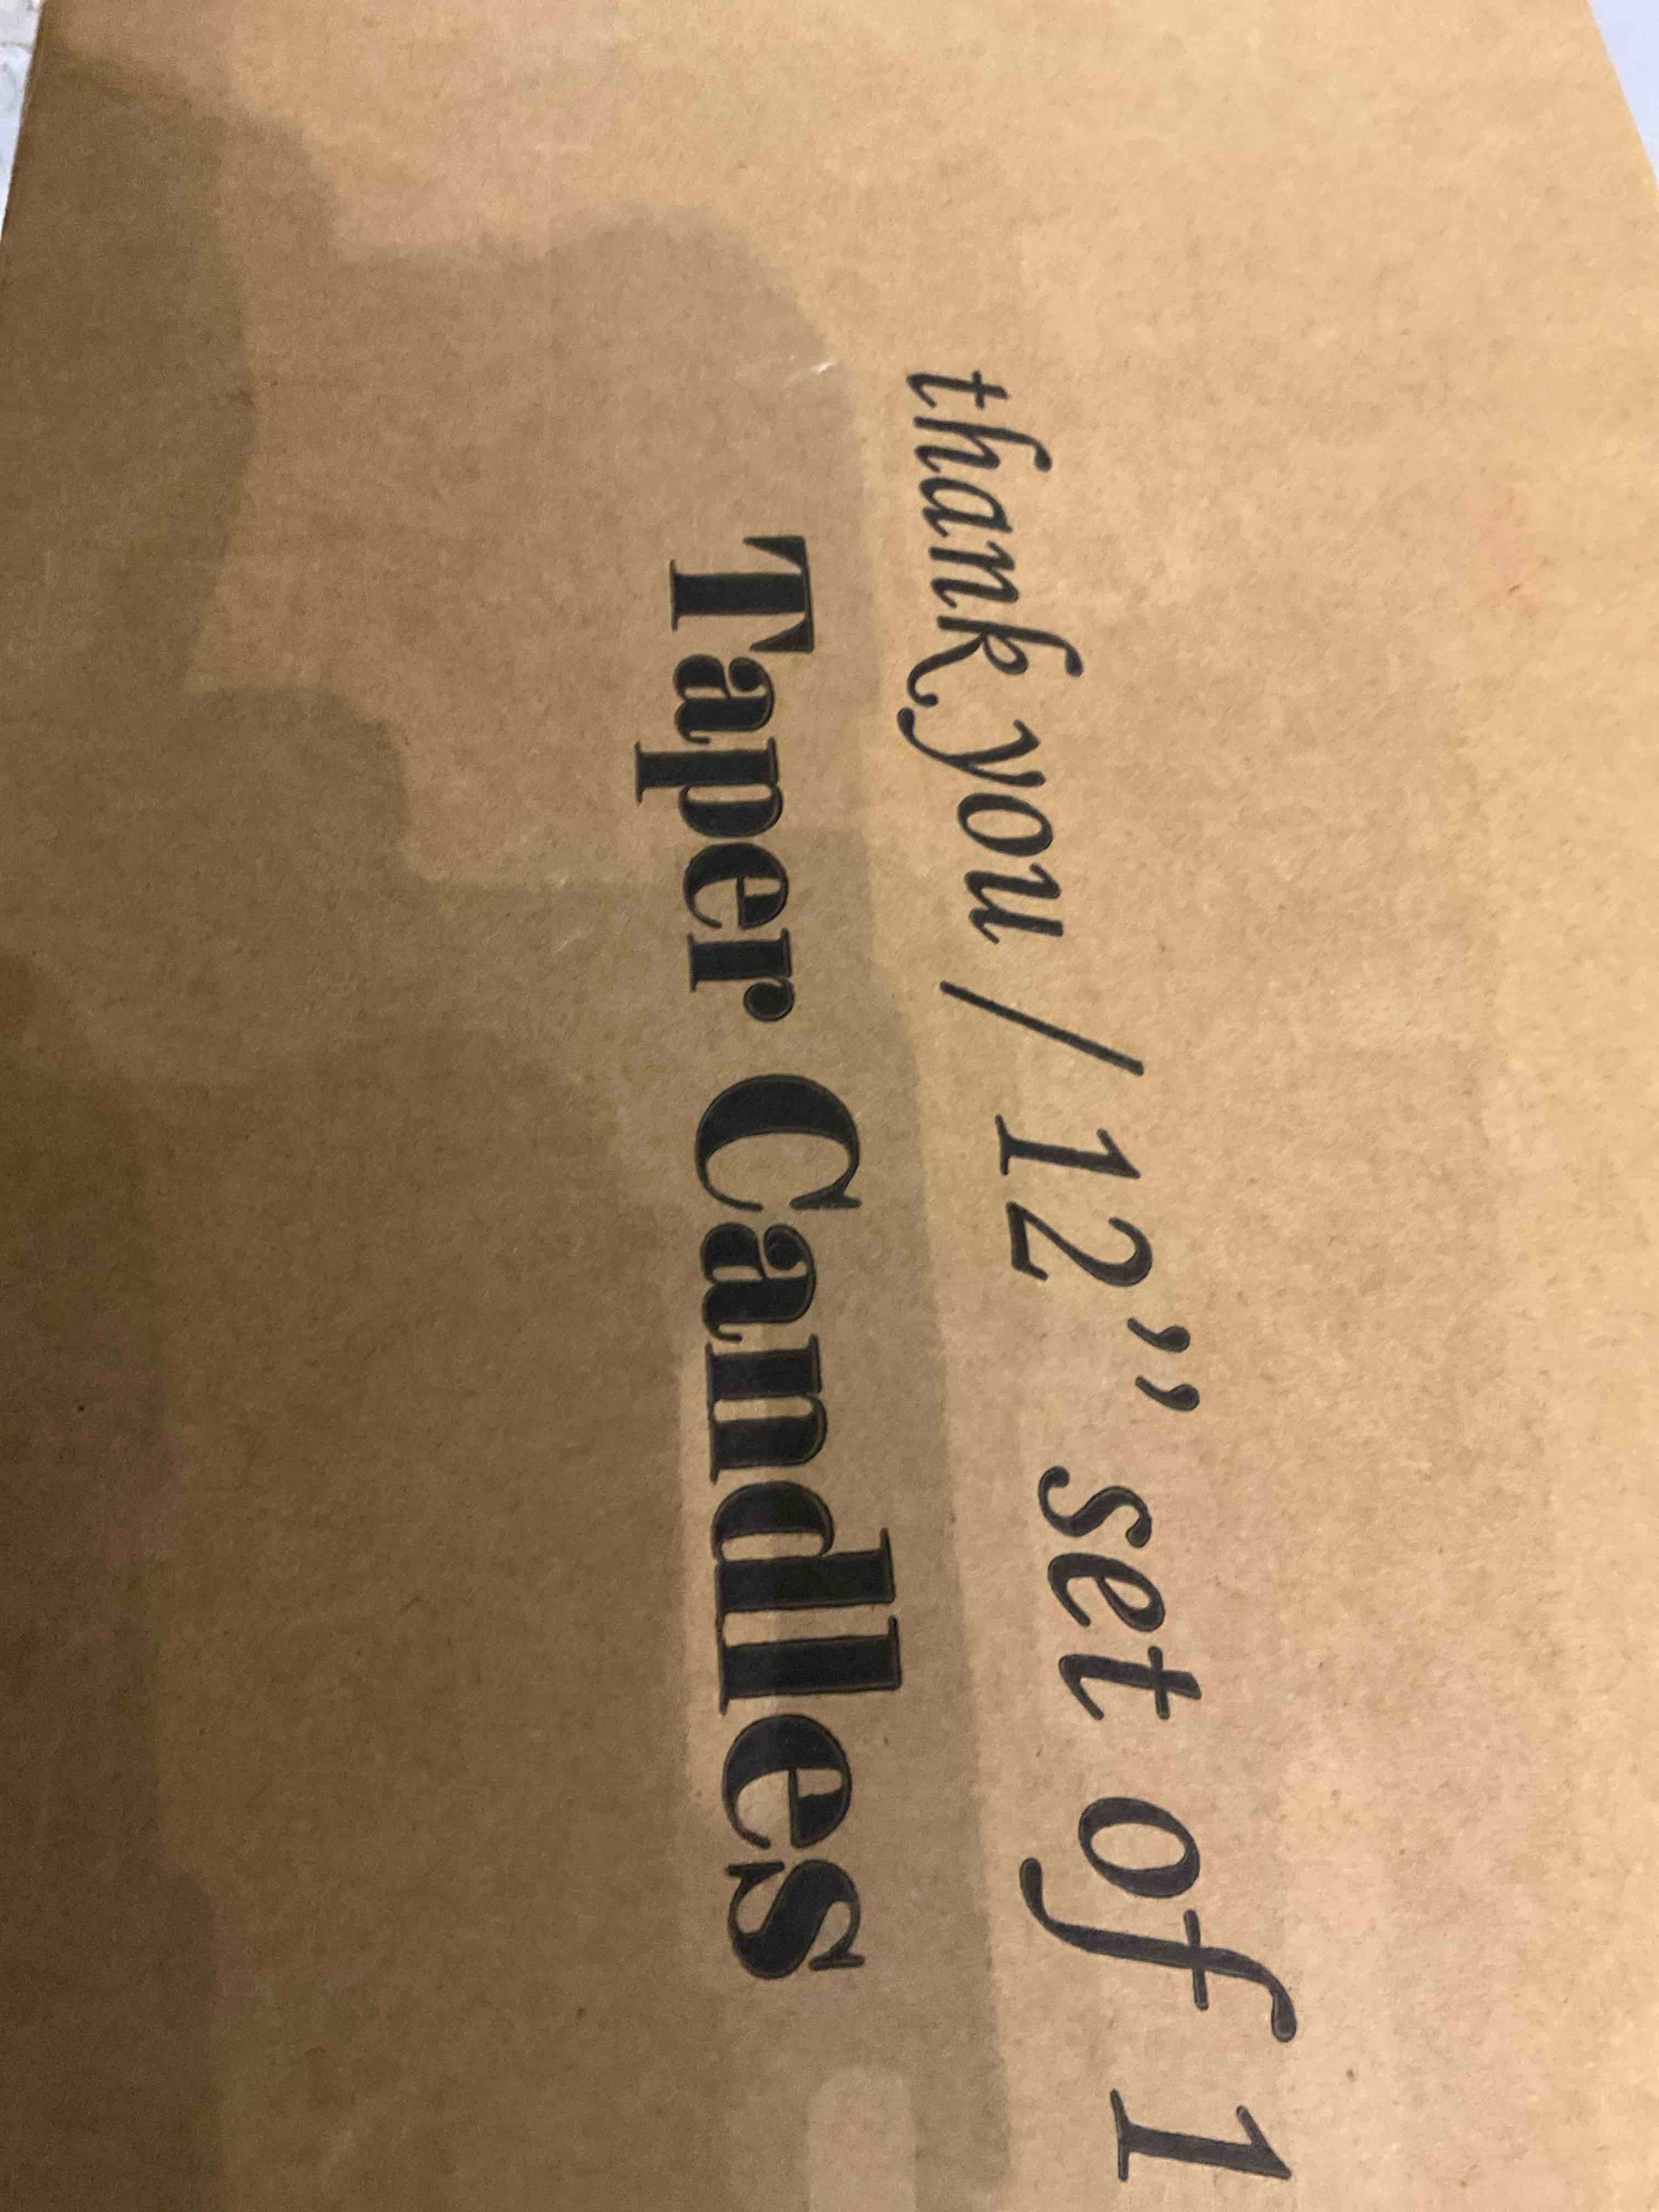 thank you / 12" set of 1
Taper Candles